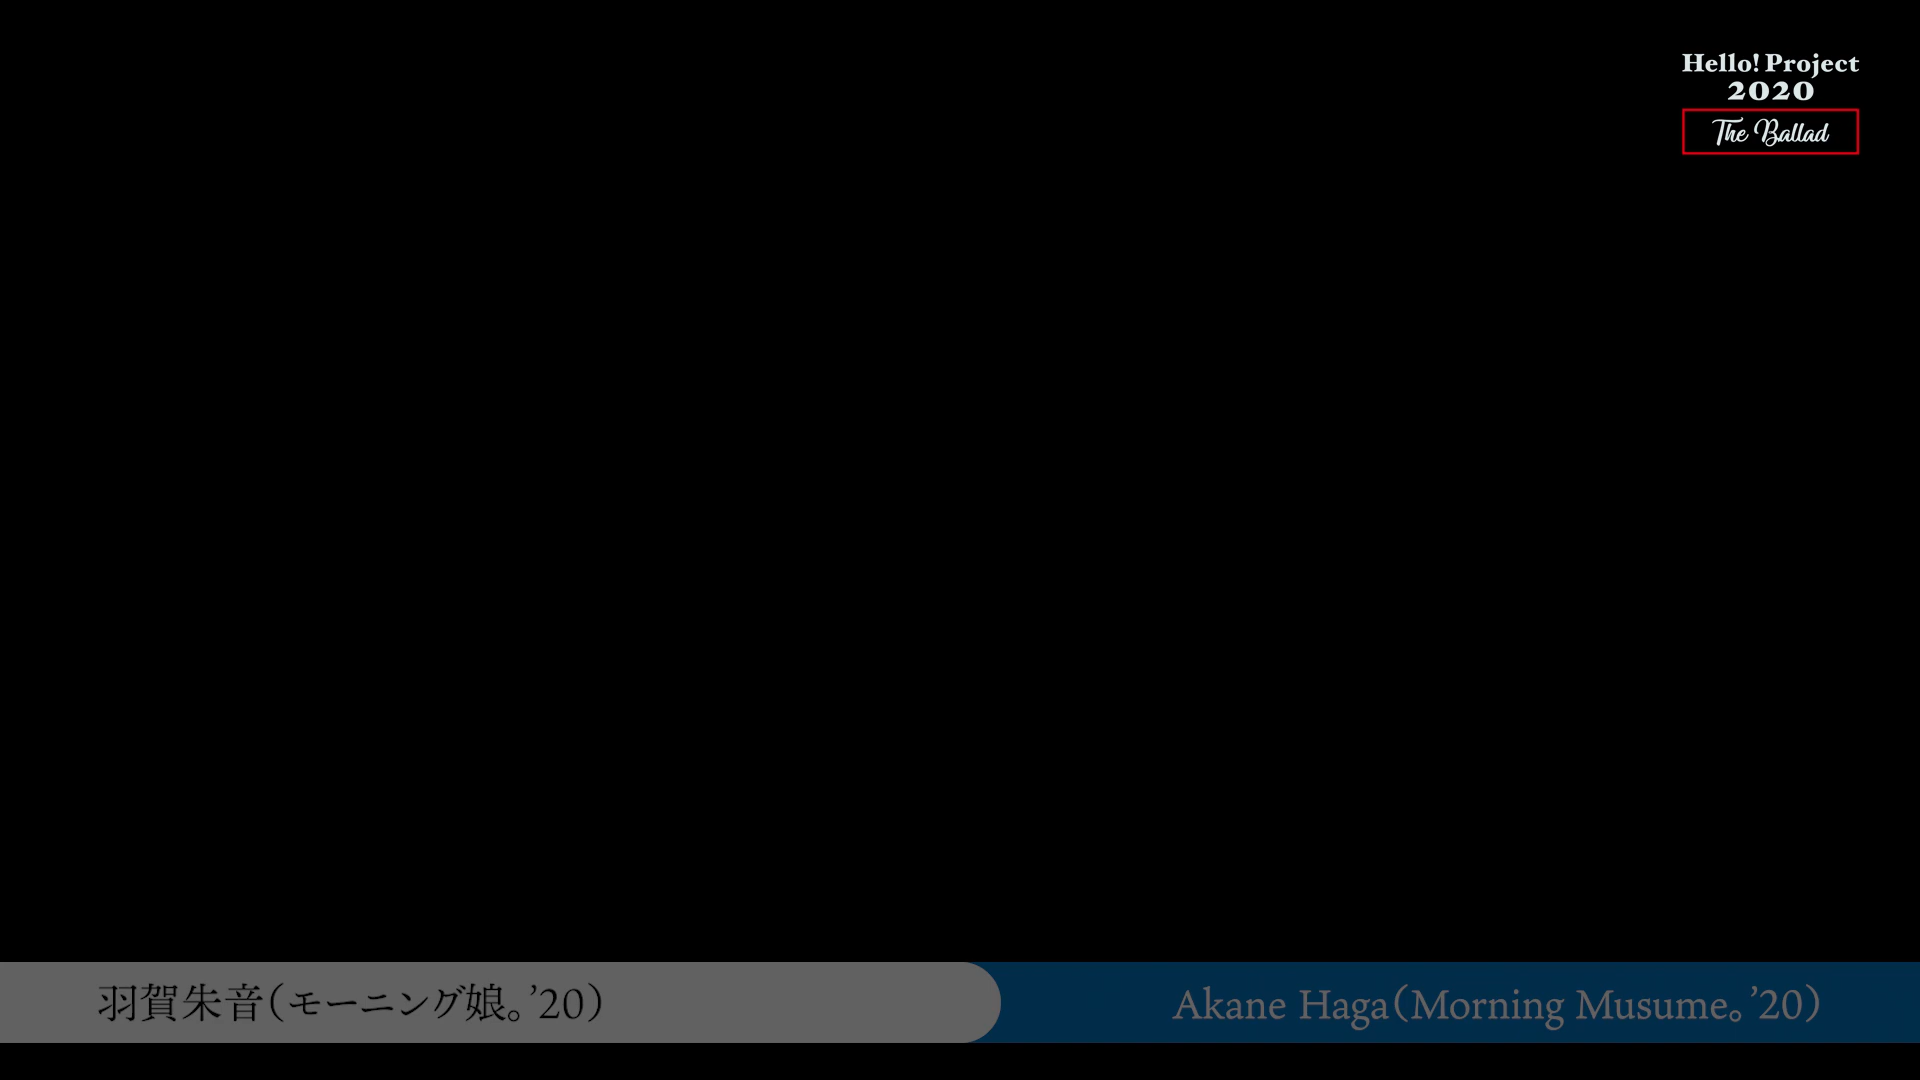 Hello! Project
2020
The Ballad
羽賀朱音(モーニング娘。’20)
Akane Haga(Morning Musume。’20)